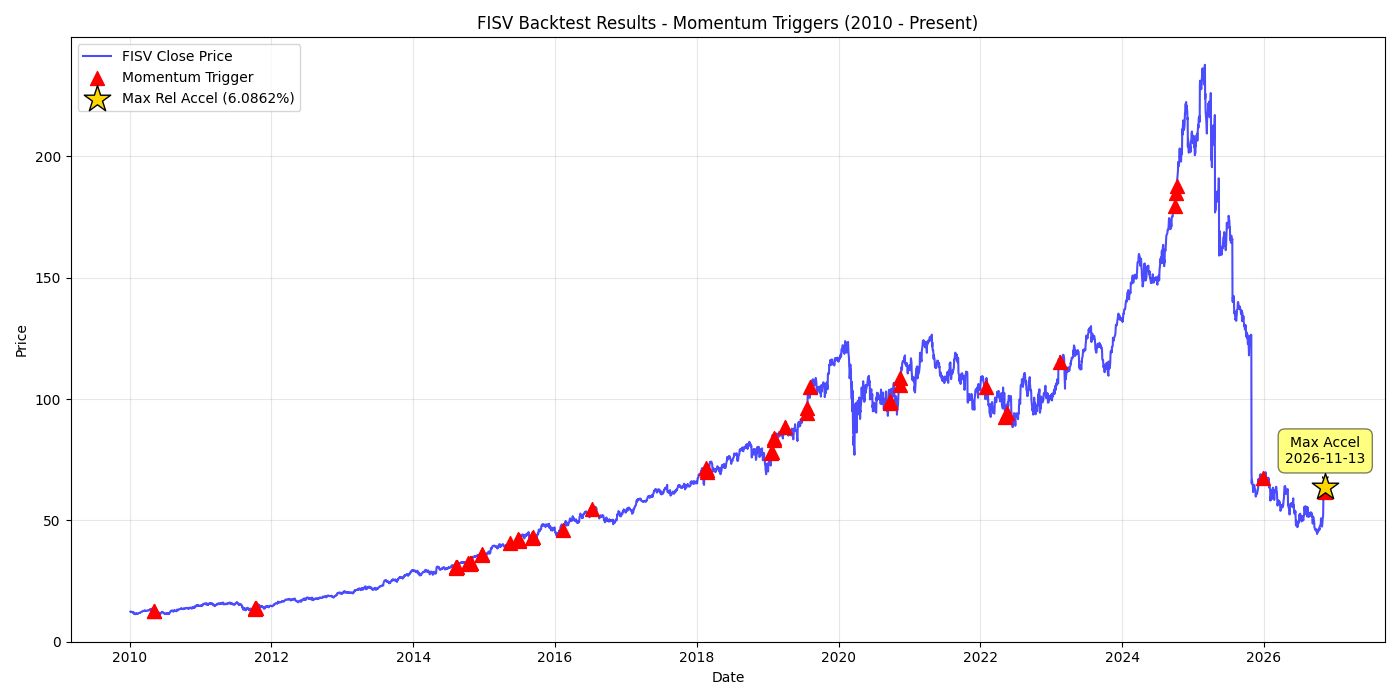 FISV Backtest Results - Momentum Triggers (2010 - Present)
FISV Close Price
Momentum Trigger
Max Rel Accel (6.0862%)
Price
200
150
100
50
0
Max Accel
2026-11-13
2010 2012 2014 2016 2018 2020 2022 2024 2026
Date